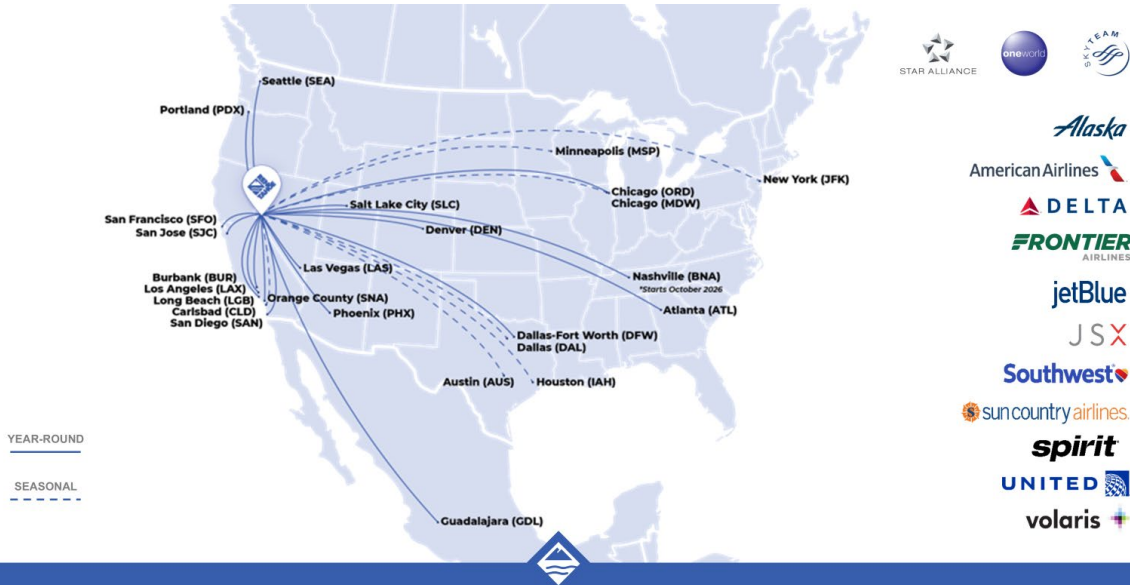 Seattle (SEA)
Portland (PDX)
Minneapolis (MSP)
New York (JFK)
Chicago (ORD)
Chicago (MDW)
Salt Lake City (SLC)
San Francisco (SFO)
San Jose (SJC)
Denver (DEN)
Las Vegas (LAS)
Nashville (BNA)
*Starts October 2026
Burbank (BUR)
Los Angeles (LAX)
Long Beach (LGB)
Orange County (SNA)
Carlsbad (CLD)
San Diego (SAN)
Phoenix (PHX)
Atlanta (ATL)
Dallas-Fort Worth (DFW)
Dallas (DAL)
Austin (AUS)
Houston (IAH)
Guadalajara (GDL)
YEAR-ROUND
SEASONAL
STAR ALLIANCE
oneworld
SKYTEAM
Alaska
American Airlines
DELTA
FRONTIER
AIRLINES
jetBlue
JSX
Southwest
sun country airlines.
spirit
UNITED
volaris